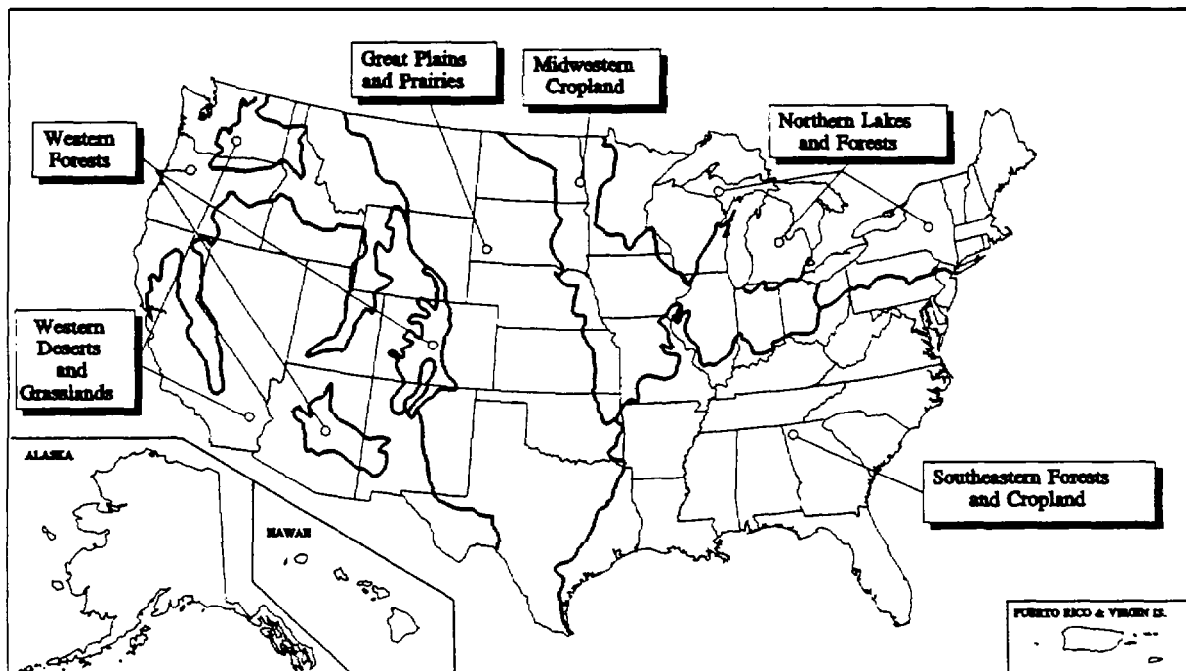 Great Plains
and Prairies
Midwestern
Cropland
Northern Lakes
and Forests
Western
Forests
Western
Deserts
and
Grasslands
Southeastern Forests
and Cropland
ALASKA
HAWAII
PUERTO RICO & VIRGIN IS.